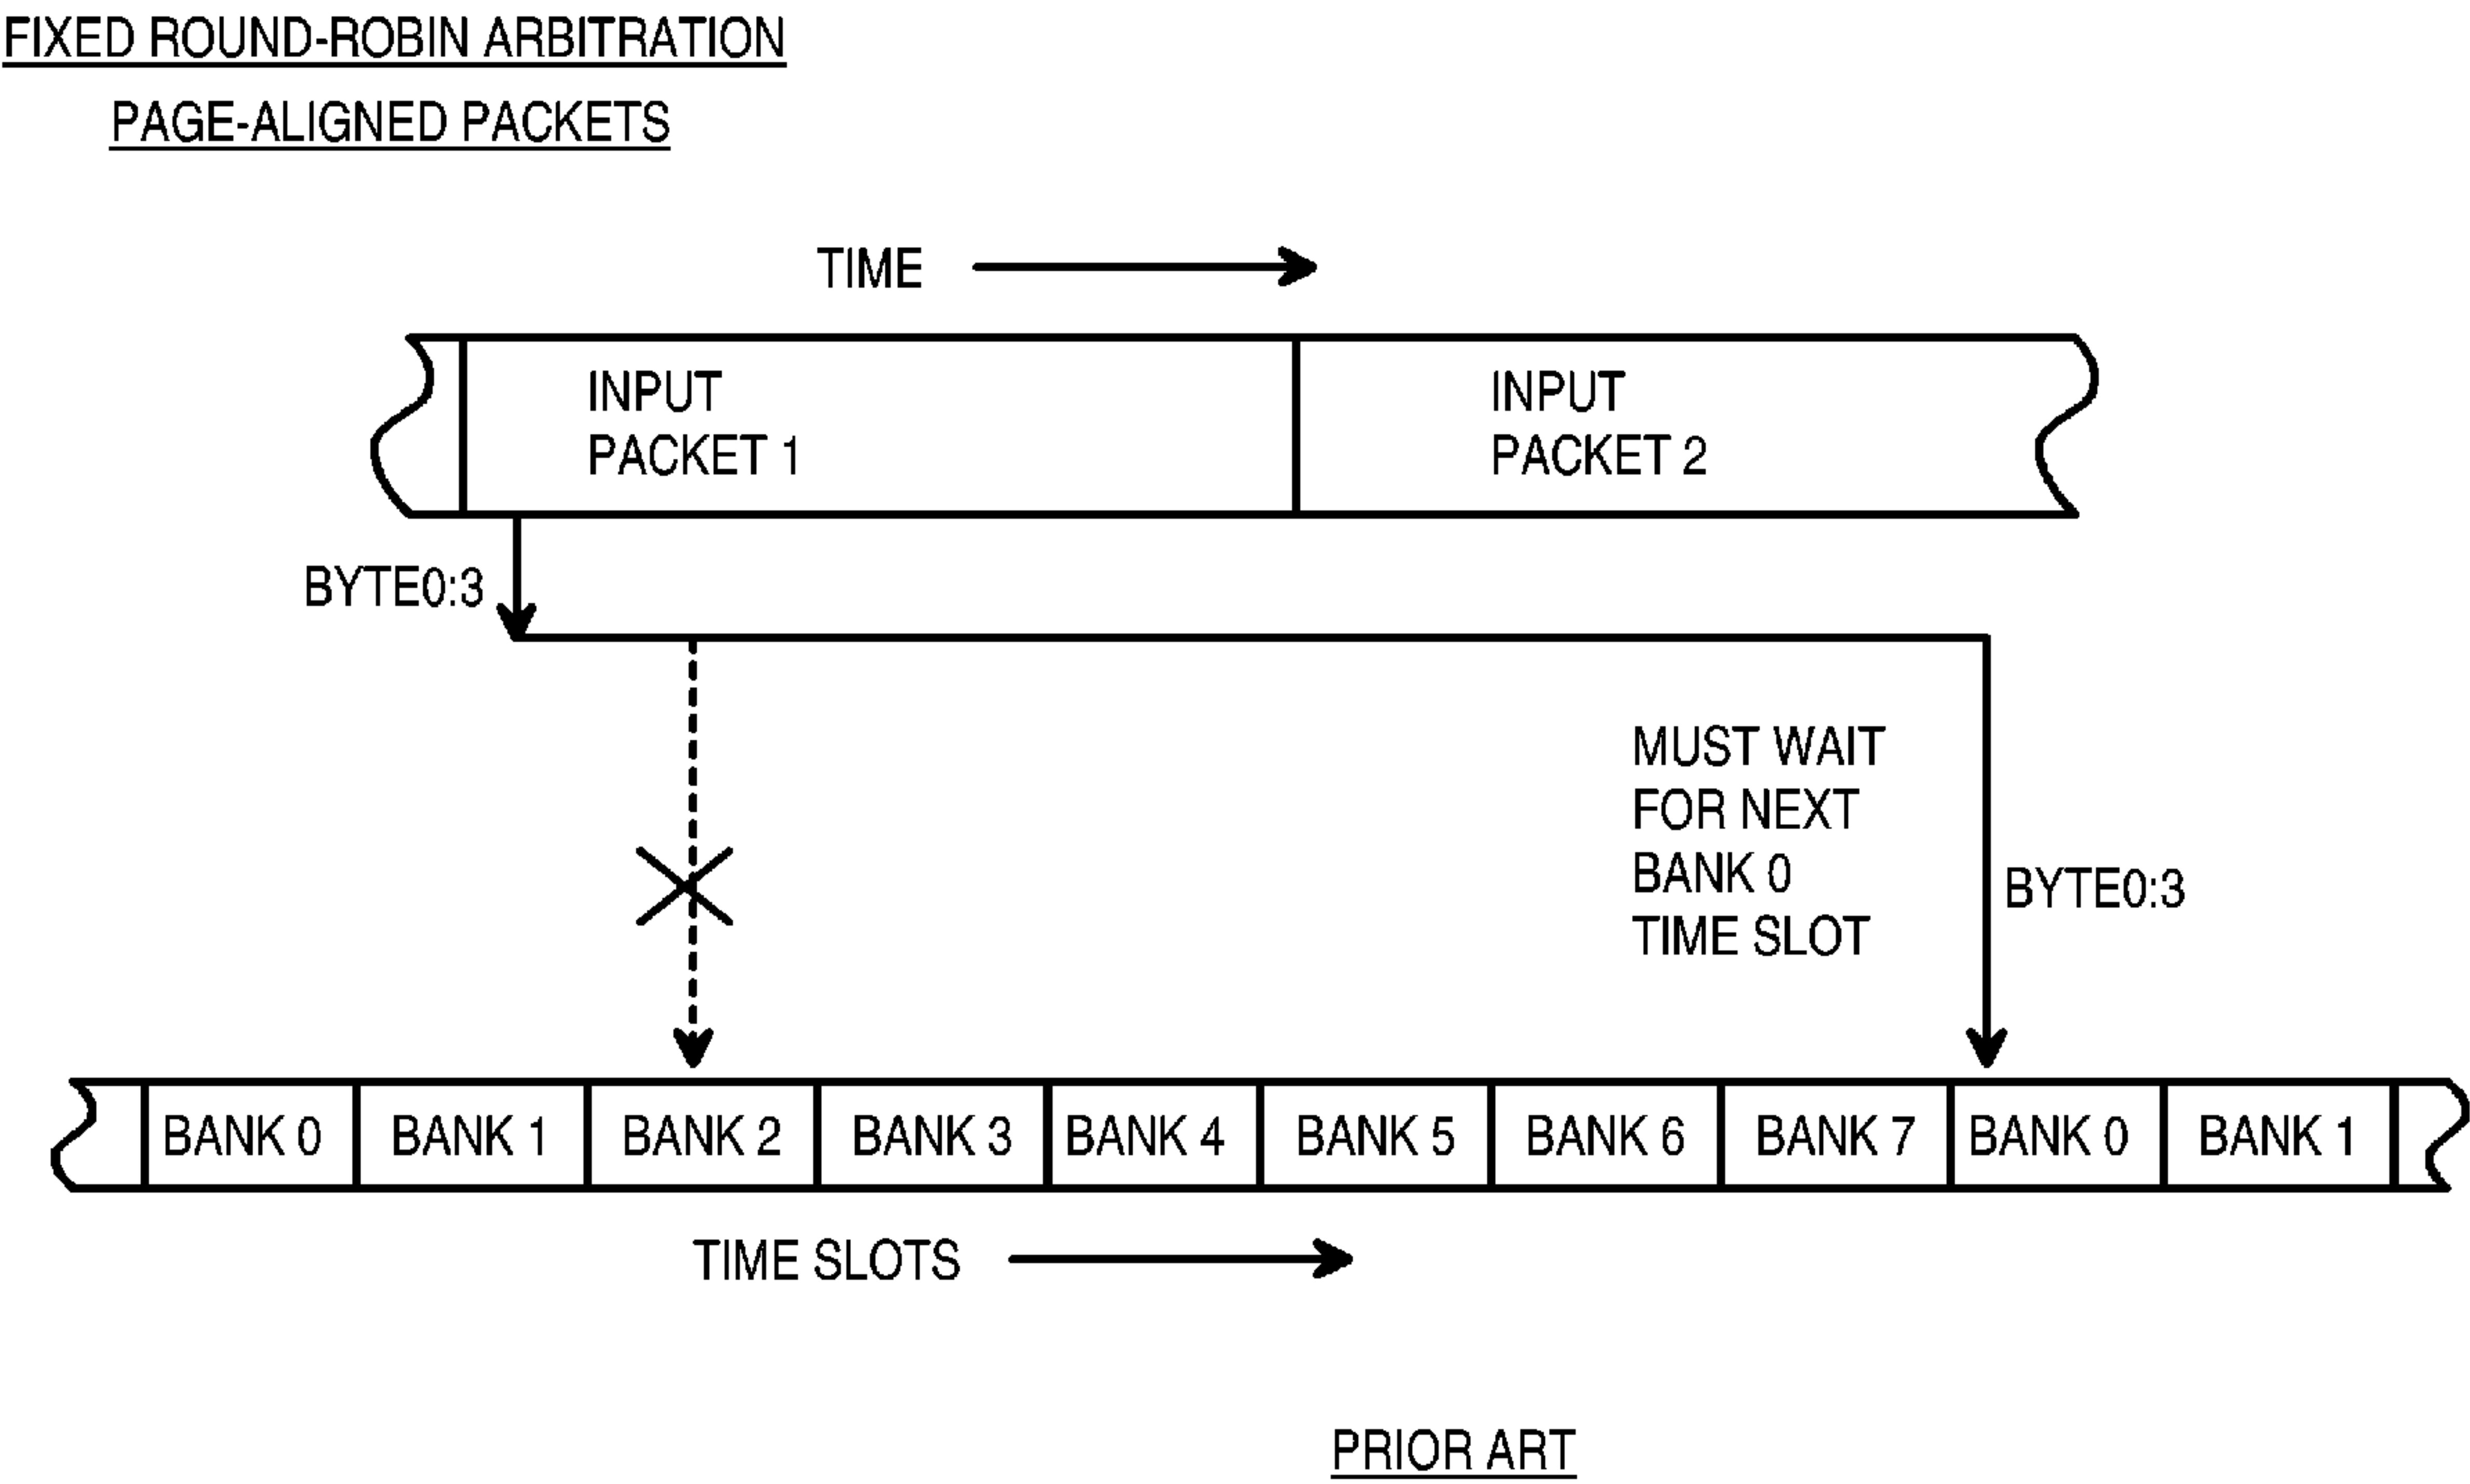 FIXED ROUND-ROBIN ARBITRATION
PAGE-ALIGNED PACKETS
TIME
INPUT
PACKET 1
INPUT
PACKET 2
BYTE0:3
MUST WAIT
FOR NEXT
BANK 0
TIME SLOT
BYTE0:3
BANK 0 BANK 1 BANK 2 BANK 3 BANK 4 BANK 5 BANK 6 BANK 7 BANK 0 BANK 1
TIME SLOTS
PRIOR ART